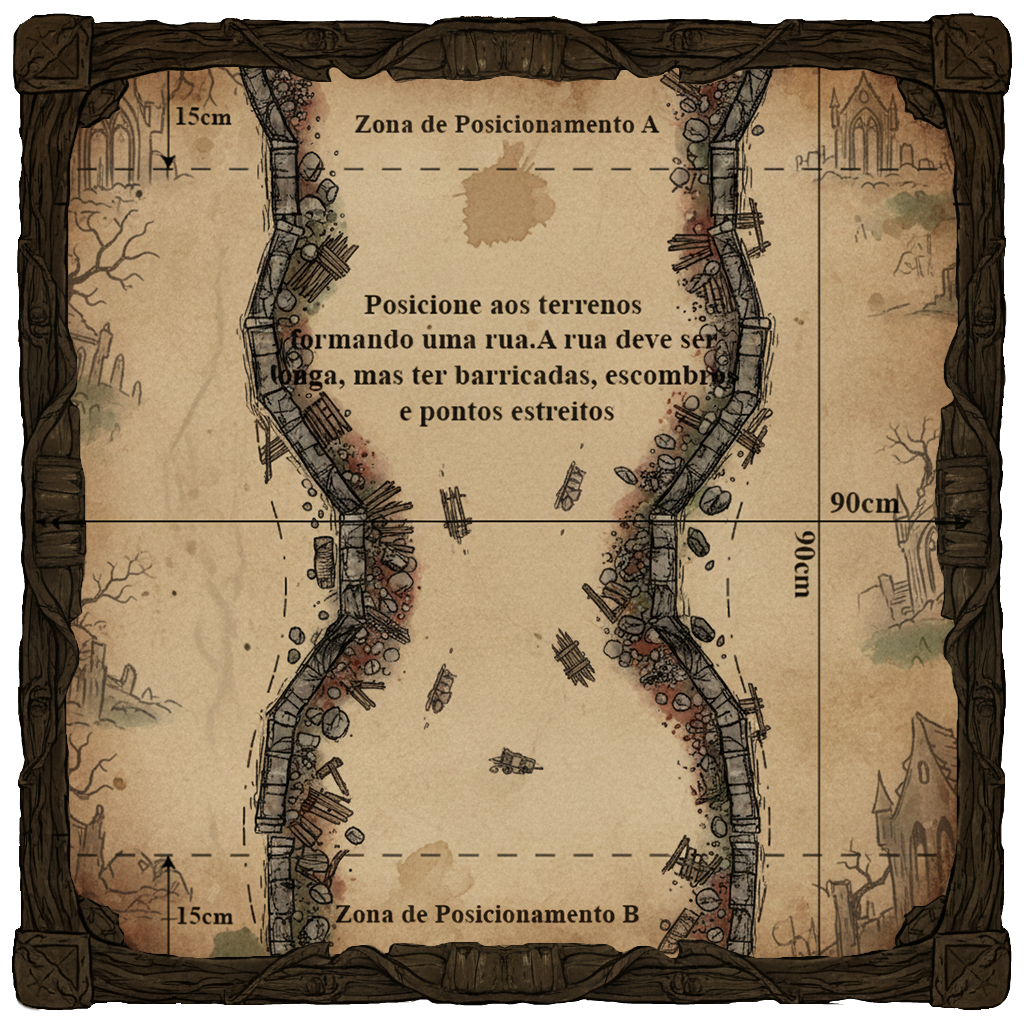 15cm
Zona de Posicionamento A
Posicione aos terrenos
formando uma rua.A rua deve ser
longa, mas ter barricadas, escombros
e pontos estreitos
90cm
90cm
15cm
Zona de Posicionamento B